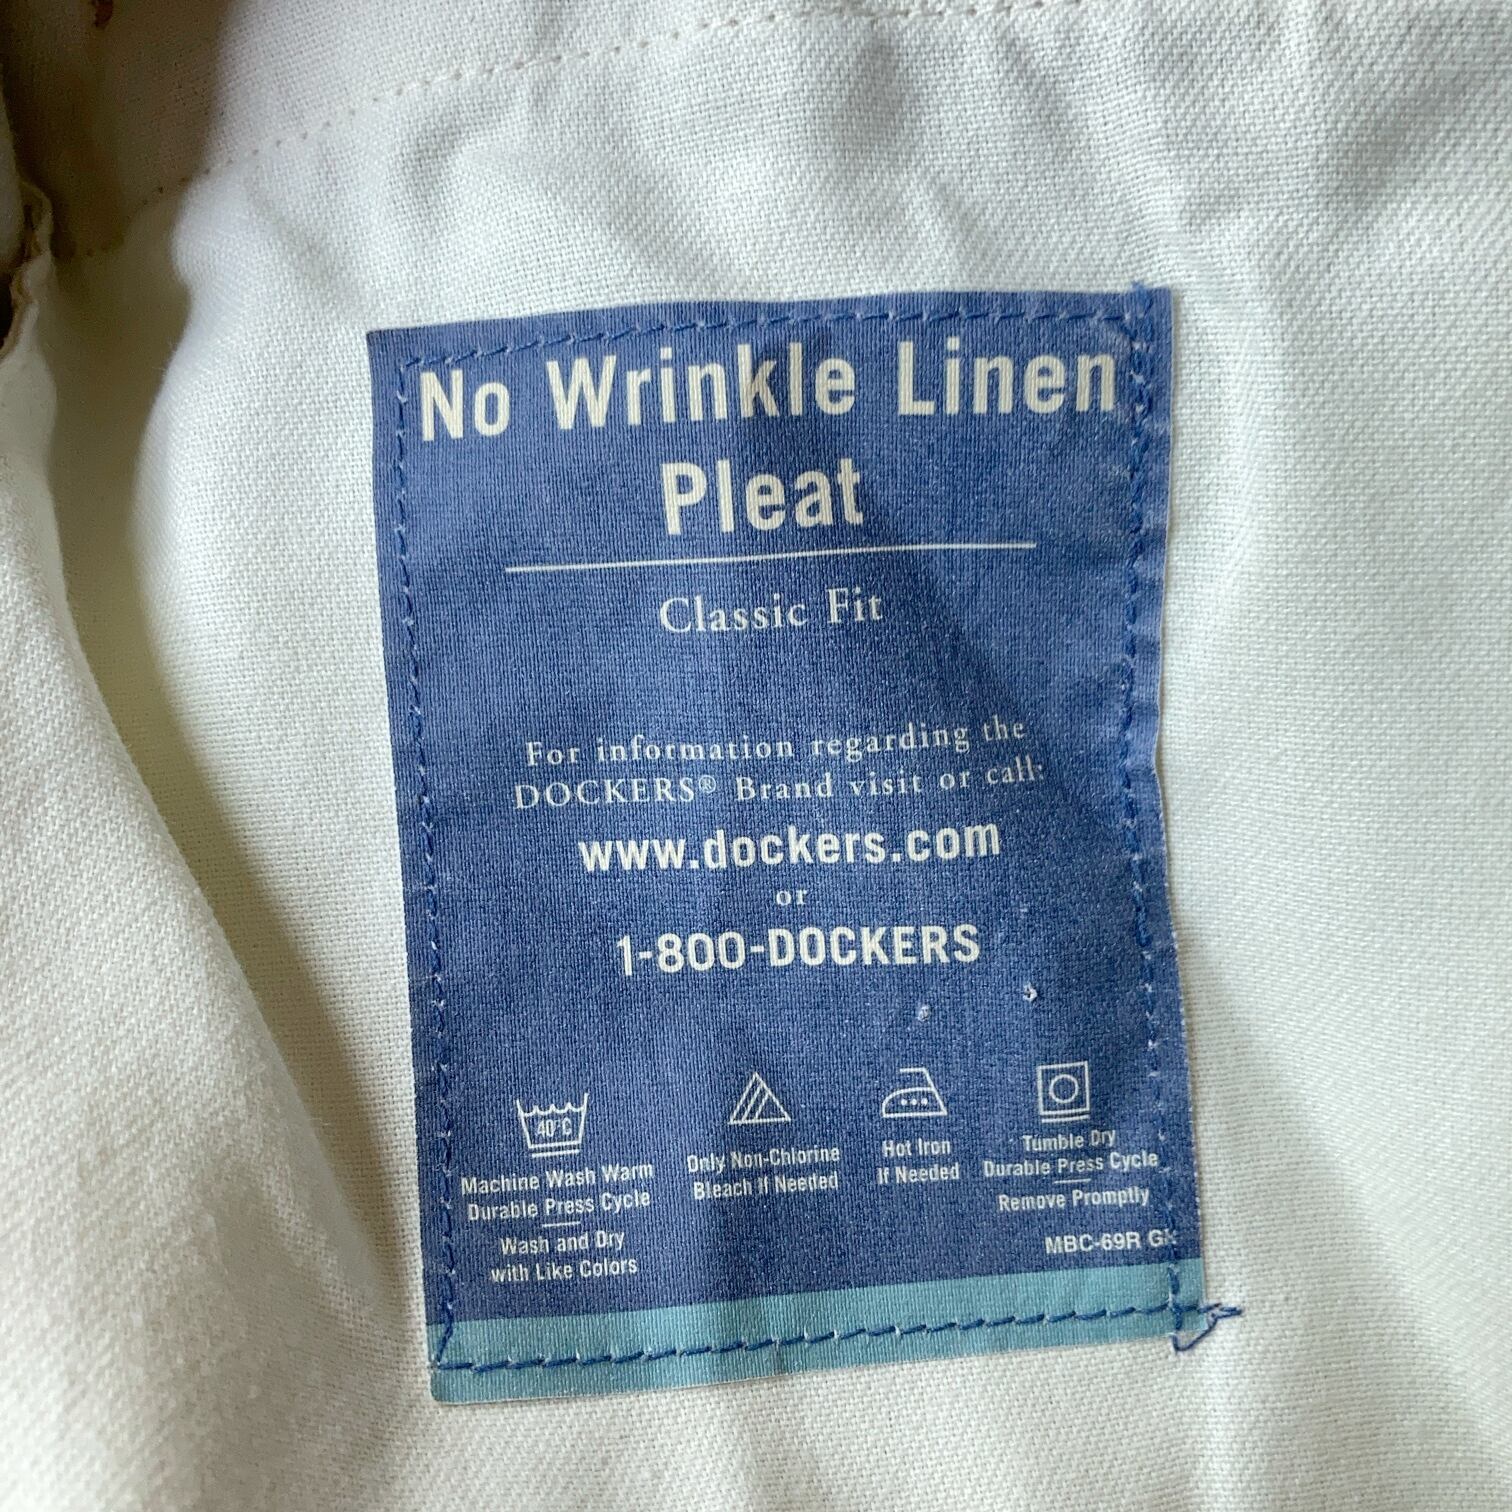 No Wrinkle Linen
Pleat
Classic Fit
For information regarding the
DOCKERS® Brand visit or call:
www.dockers.com
or
1-800-DOCKERS
40°C
Machine Wash Warm
Durable Press Cycle
Wash and Dry
with Like Colors
Only Non-Chlorine
Bleach If Needed
Hot Iron
If Needed
Tumble Dry
Durable Press Cycle
Remove Promptly
MBC-69R